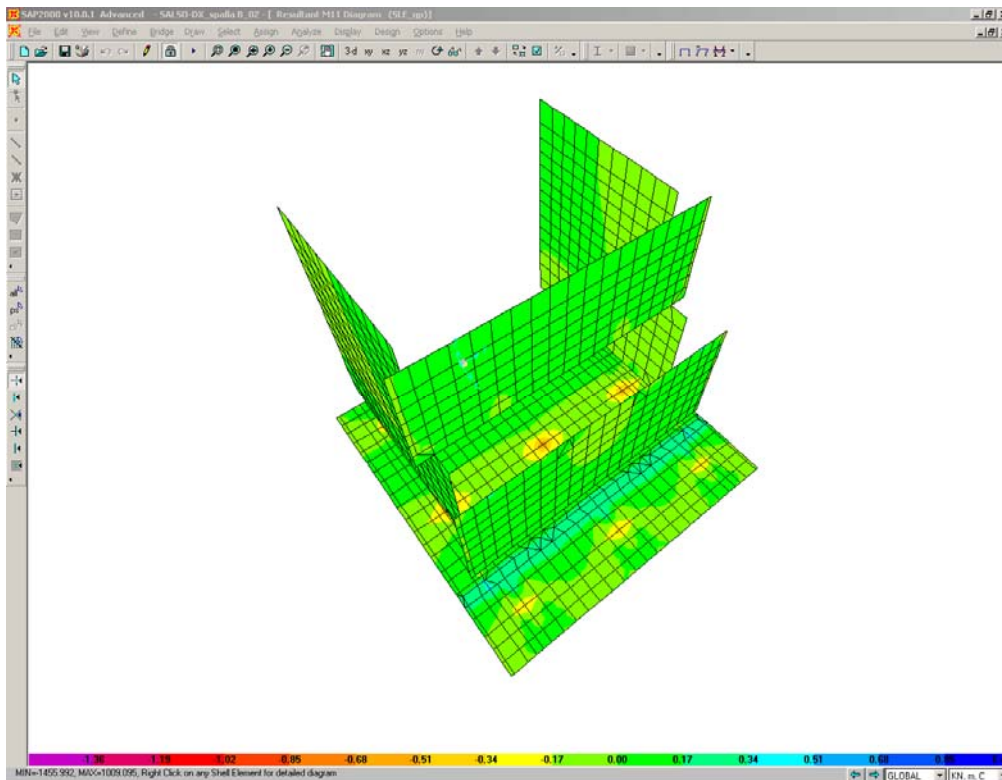 SAP2000 v10.0.1 Advanced - SALSO-DX_spalla B_02 - [ Resultant M11 Diagram (SLE_qp)]
File Edit View Define Bridge Draw Select Assign Analyze Display Design Options Help
3-d xy xz yz nv
all
ps
-1.36 -1.19 -1.02 -0.85 -0.68 -0.51 -0.34 -0.17 0.00 0.17 0.34 0.51 0.68
MIN=-1455.992, MAX=1009.095, Right Click on any Shell Element for detailed diagram
GLOBAL KN, m, C